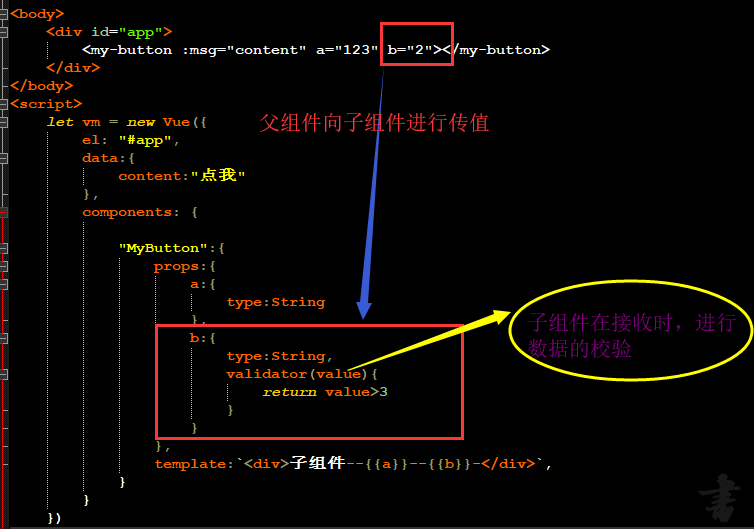 <body>
<div id="app">
<my-button :msg="content" a="123" b="2"></my-button>
</div>
</body>
<script>
let vm = new Vue({
父组件向子组件进行传值
el: "#app",
data:{
content:"点我"
},
components: {
"MyButton":{
props:{
a:{
type:String
},
子组件在接收时，进行
数据的校验
b:{
type:String,
validator(value){
return value>3
}
}
},
template:`<div>子组件--{{a}}--{{b}}-</div>`,
}
}
})
書